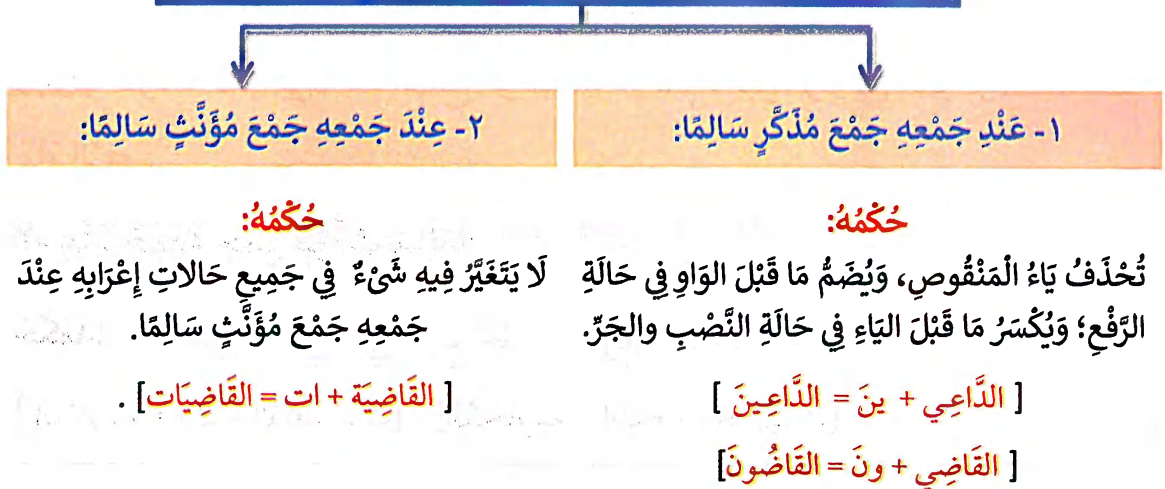 ١- عَنْدِ جَمْعِهِ جَمْعَ مُذَكَّرٍ سَالِمًا:
حُكْمُهُ:
تُحْذَفُ يَاءُ الْمَنْقُوصِ، وَيُضَمُّ مَا قَبْلَ الوَاوِ فِي حَالَةِ
الرَّفْعِ؛ وَيُكْسَرُ مَا قَبْلَ اليَاءِ فِي حَالَةِ النَّصْبِ والجَرِّ.
[ الدَّاعِي + ينَ = الدَّاعِينَ ]
[ القَاضِي + ونَ = القَاضُونَ]
٢- عِنْدَ جَمْعِهِ جَمْعَ مُؤَنَّثٍ سَالِمًا:
حُكْمُهُ:
لَا يَتَغَيَّرُ فِيهِ شَىْءٌ فِي جَمِيعِ حَالاتِ إِعْرَابِهِ عِنْدَ
جَمْعِهِ جَمْعَ مُؤَنَّثٍ سَالِمًا.
[ القَاضِيَة + ات = القَاضِيَات] .